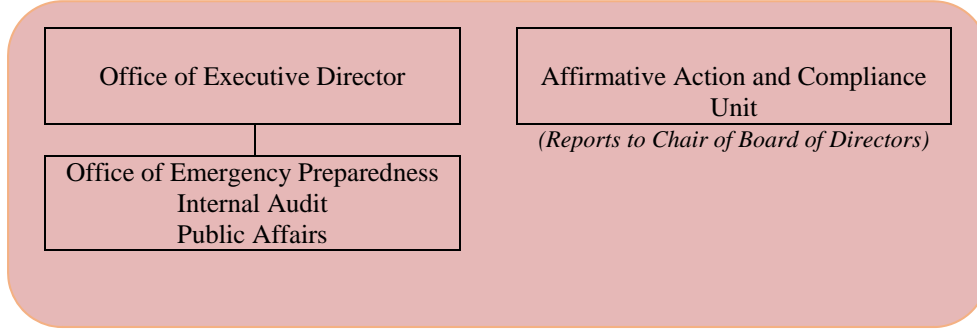 Office of Executive Director
Office of Emergency Preparedness
Internal Audit
Public Affairs
Affirmative Action and Compliance
Unit
(Reports to Chair of Board of Directors)